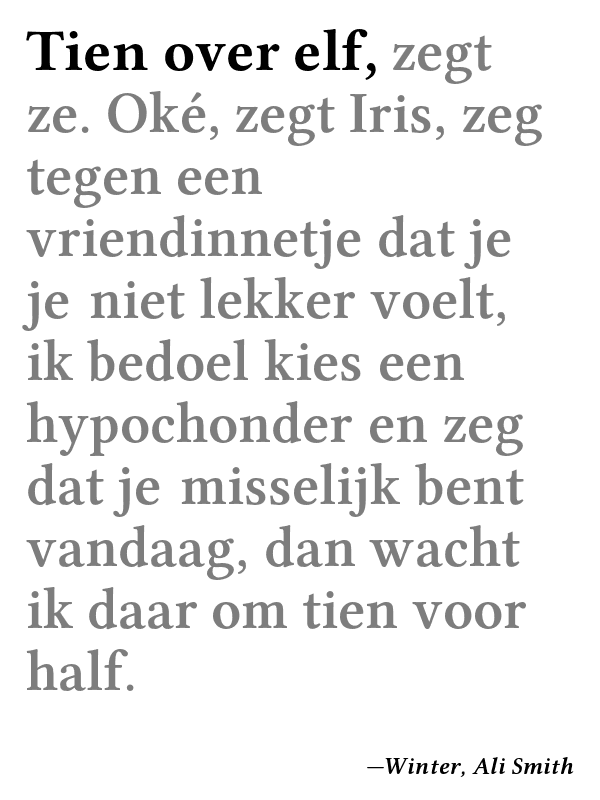 Tien over elf, zegt
ze. Oké, zegt Iris, zeg
tegen een
vriendinnetje dat je
je niet lekker voelt,
ik bedoel kies een
hypochonder en zeg
dat je misselijk bent
vandaag, dan wacht
ik daar om tien voor
half.
—Winter, Ali Smith